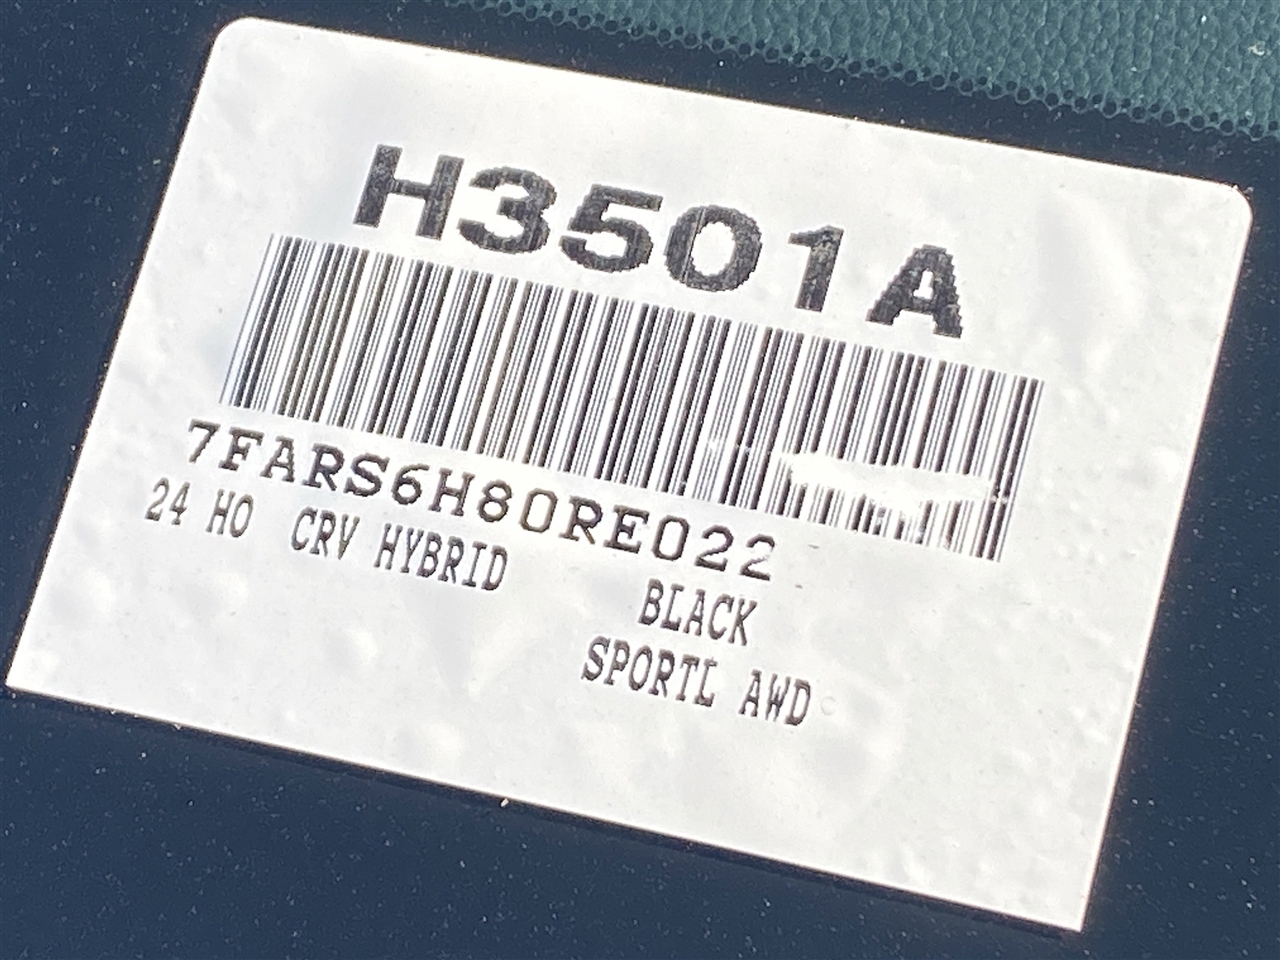 H3501A
7FARS6H80RE022
24 HO CRV HYBRID
BLACK
SPORTL AWD